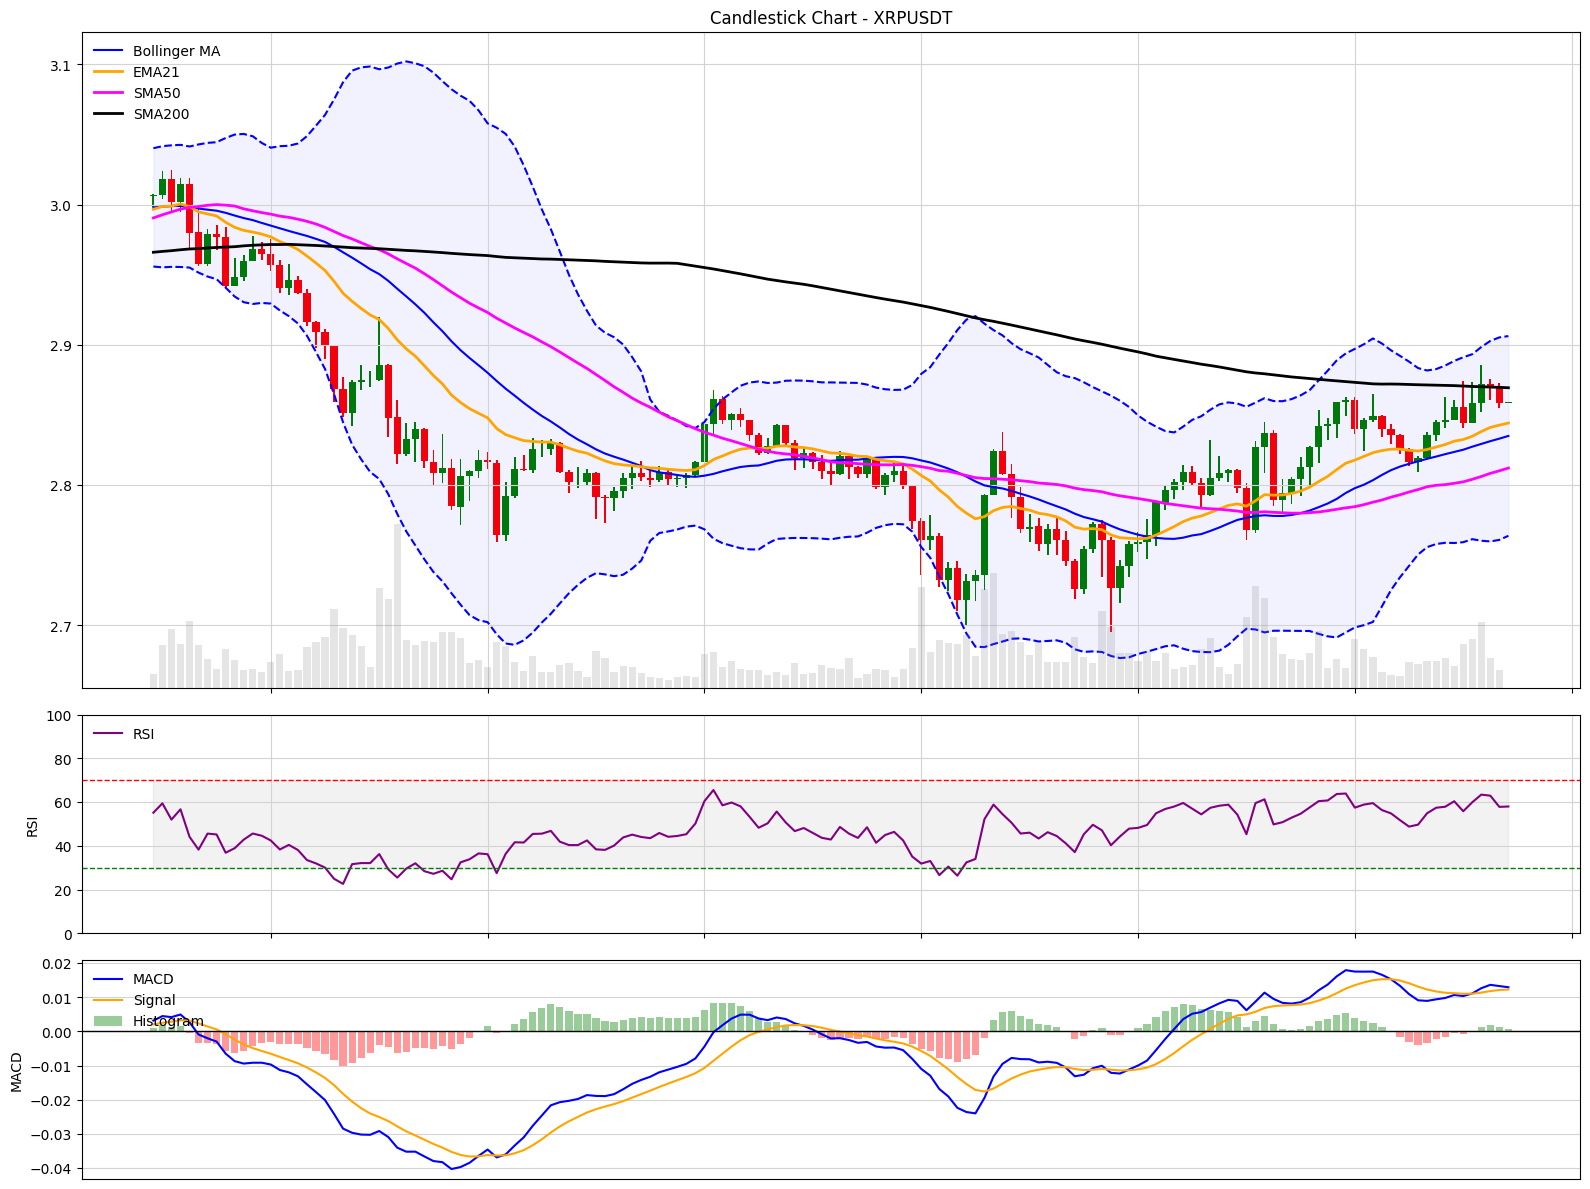 Candlestick Chart - XRPUSDT
Bollinger MA
EMA21
SMA50
SMA200
3.1
3.0
2.9
2.8
2.7
RSI
100
80
60
40
20
0
RSI
MACD
Signal
Histogram
0.02
0.01
0.00
−0.01
−0.02
−0.03
−0.04
MACD